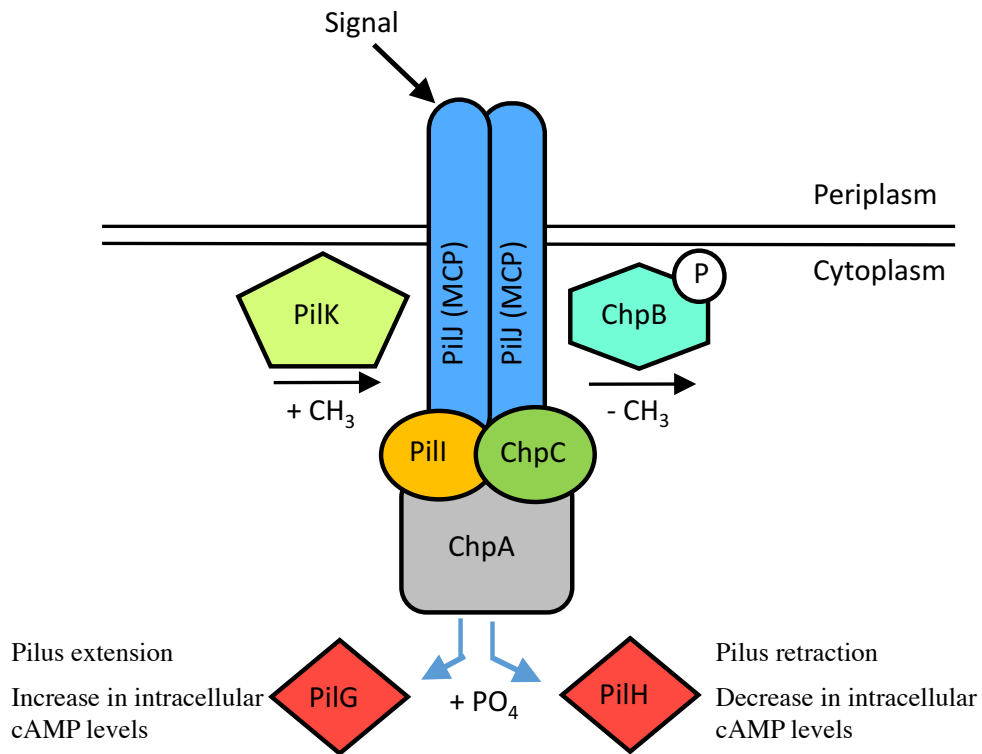 Signal
Periplasm
Cytoplasm
P
PilK
ChpB
PilJ (MCP)
PilJ (MCP)
+ CH₃
- CH₃
PilI
ChpC
ChpA
Pilus extension
Increase in intracellular
cAMP levels
PilG
+ PO₄
PilH
Pilus retraction
Decrease in intracellular
cAMP levels